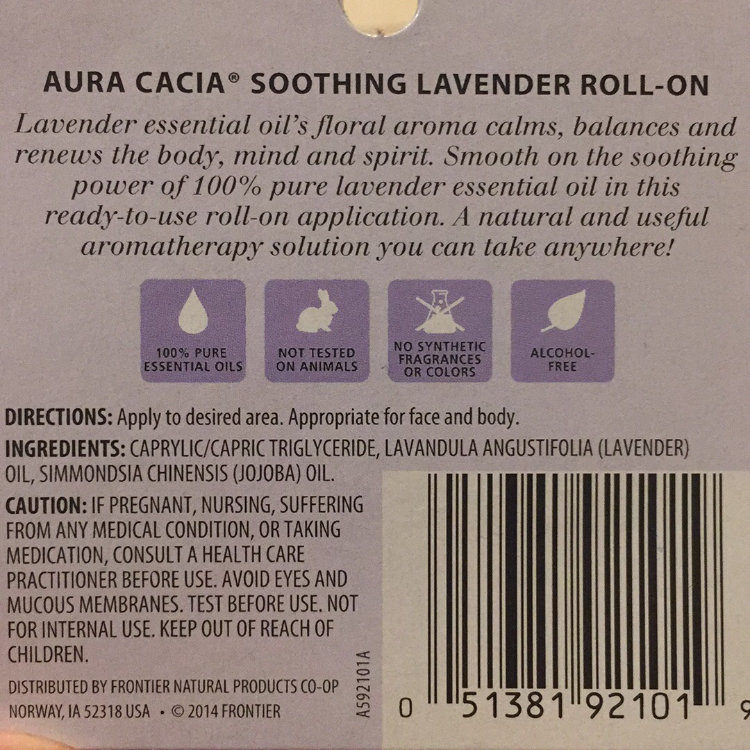 AURA CACIA® SOOTHING LAVENDER ROLL-ON
Lavender essential oil's floral aroma calms, balances and
renews the body, mind and spirit. Smooth on the soothing
power of 100% pure lavender essential oil in this
ready-to-use roll-on application. A natural and useful
aromatherapy solution you can take anywhere!
100% PURE
ESSENTIAL OILS
NOT TESTED
ON ANIMALS
NO SYNTHETIC
FRAGRANCES
OR COLORS
ALCOHOL-
FREE
DIRECTIONS: Apply to desired area. Appropriate for face and body.
INGREDIENTS: CAPRYLIC/CAPRIC TRIGLYCERIDE, LAVANDULA ANGUSTIFOLIA (LAVENDER)
OIL, SIMMONDSIA CHINENSIS (JOJOBA) OIL.
CAUTION: IF PREGNANT, NURSING, SUFFERING
FROM ANY MEDICAL CONDITION, OR TAKING
MEDICATION, CONSULT A HEALTH CARE
PRACTITIONER BEFORE USE. AVOID EYES AND
MUCOUS MEMBRANES. TEST BEFORE USE. NOT
FOR INTERNAL USE. KEEP OUT OF REACH OF
CHILDREN.
DISTRIBUTED BY FRONTIER NATURAL PRODUCTS CO-OP
NORWAY, IA 52318 USA • © 2014 FRONTIER
A592101A
0 51381 92101 9